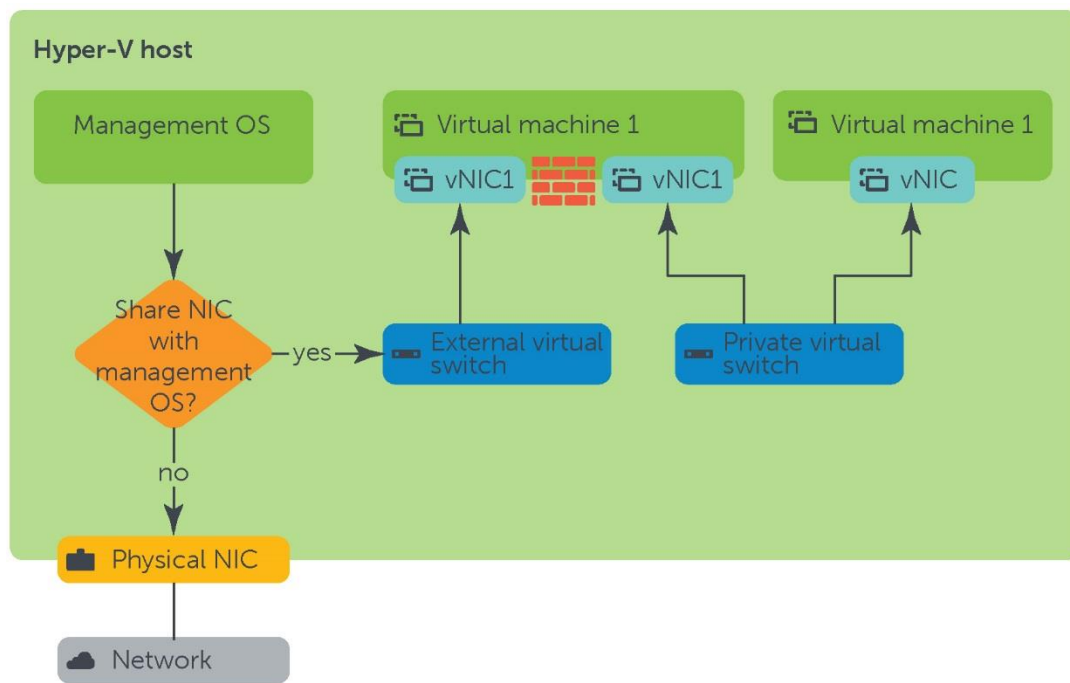 Hyper-V host
Management OS
Virtual machine 1
Virtual machine 1
vNIC1
vNIC1
vNIC
Share NIC
with
management
OS?
yes
External virtual
switch
Private virtual
switch
no
Physical NIC
Network